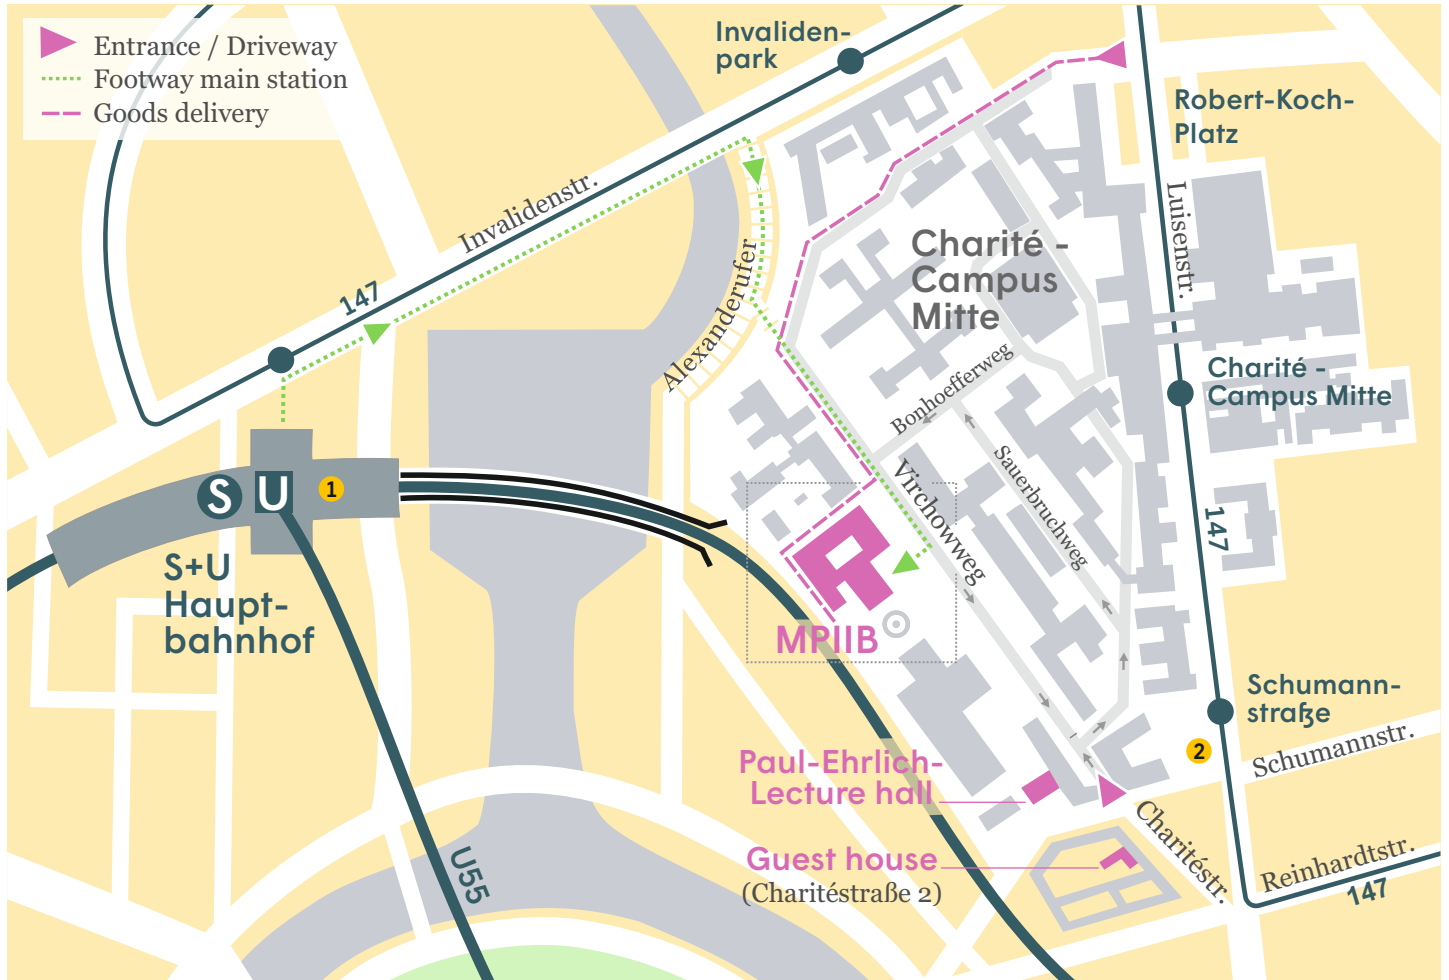 Entrance / Driveway
Footway main station
Goods delivery
Invaliden-
park
Robert-Koch-
Platz
Invalidenstr.
147
Alexanderufer
Luisenstr.
Charité -
Campus
Mitte
Bonhoefferweg
Charité -
Campus Mitte
Sauerbruchweg
Virchowweg
S
U
1
S+U
Haupt-
bahnhof
147
MPIIB
Schumann-
straße
2
Schumannstr.
Paul-Ehrlich-
Lecture hall
Charitéstr.
Guest house
(Charitéstraße 2)
Reinhardtstr.
147
U55